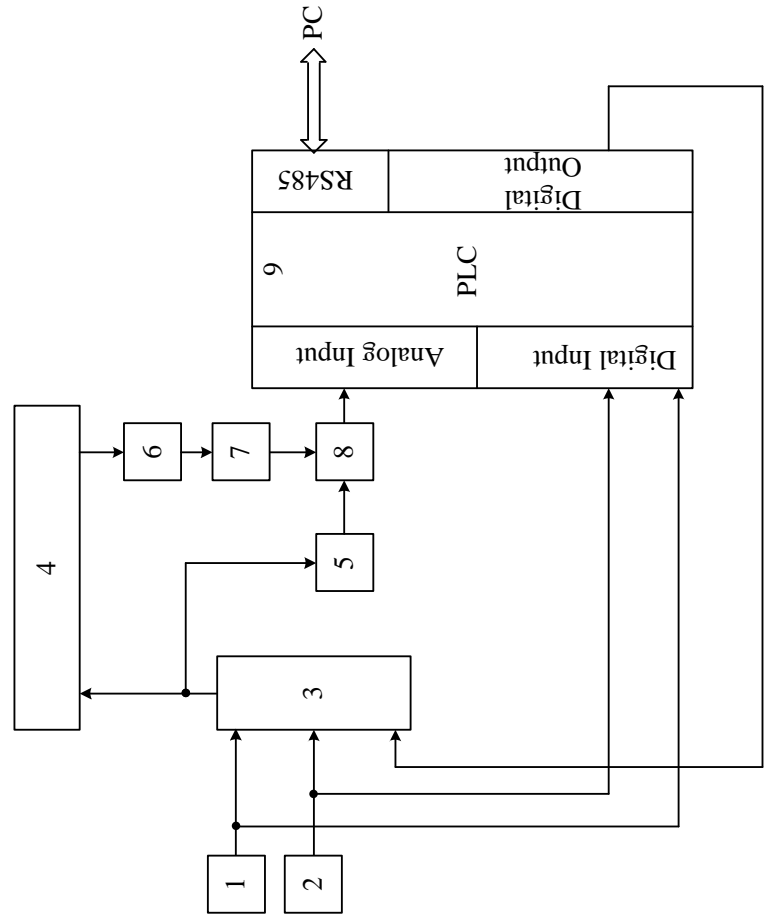 4
6
7
8
5
3
1
2
9
PLC
Analog Input
Digital Input
RS485
Digital
Output
PC